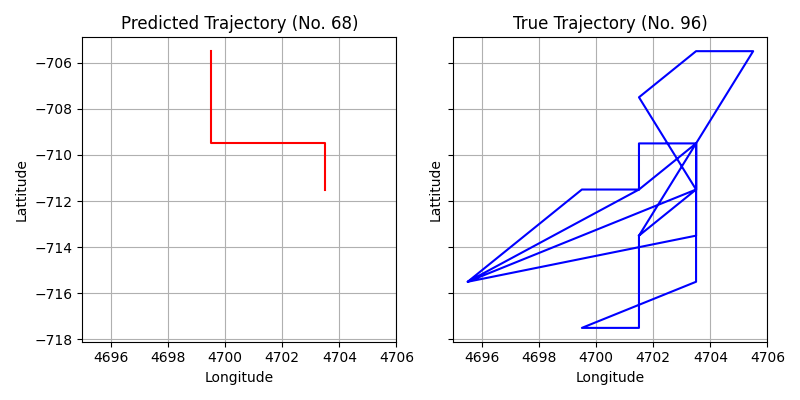 Predicted Trajectory (No. 68)
True Trajectory (No. 96)
Lattitude
−706
−708
−710
−712
−714
−716
−718
4696 4698 4700 4702 4704 4706
Longitude
Lattitude
4696 4698 4700 4702 4704 4706
Longitude